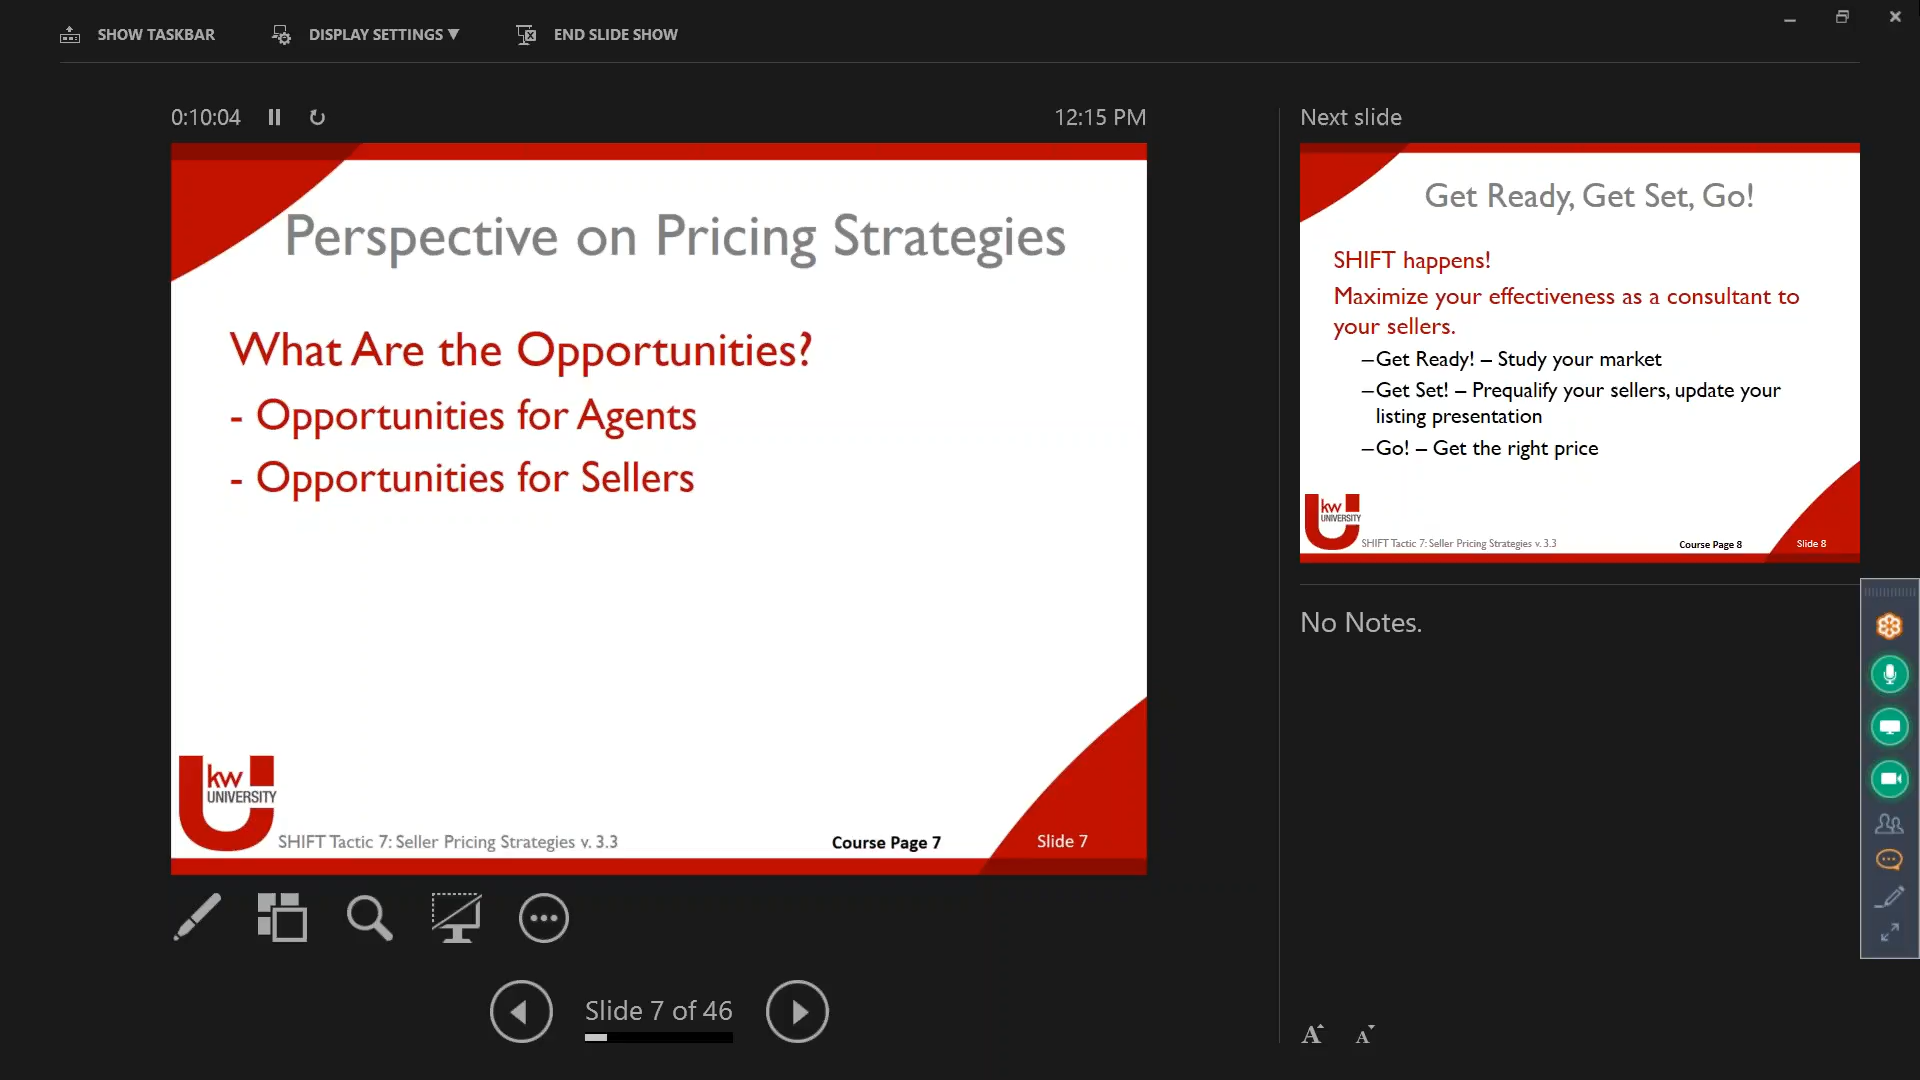 SHOW TASKBAR
DISPLAY SETTINGS ▼
END SLIDE SHOW
0:10:04
12:15 PM
Perspective on Pricing Strategies
What Are the Opportunities?
- Opportunities for Agents
- Opportunities for Sellers
kw
UNIVERSITY
SHIFT Tactic 7: Seller Pricing Strategies v. 3.3
Course Page 7
Slide 7
Slide 7 of 46
Next slide
Get Ready, Get Set, Go!
SHIFT happens!
Maximize your effectiveness as a consultant to
your sellers.
–Get Ready! – Study your market
–Get Set! – Prequalify your sellers, update your
listing presentation
–Go! – Get the right price
kw
UNIVERSITY
SHIFT Tactic 7: Seller Pricing Strategies v. 3.3
Course Page 8
Slide 8
No Notes.
A A